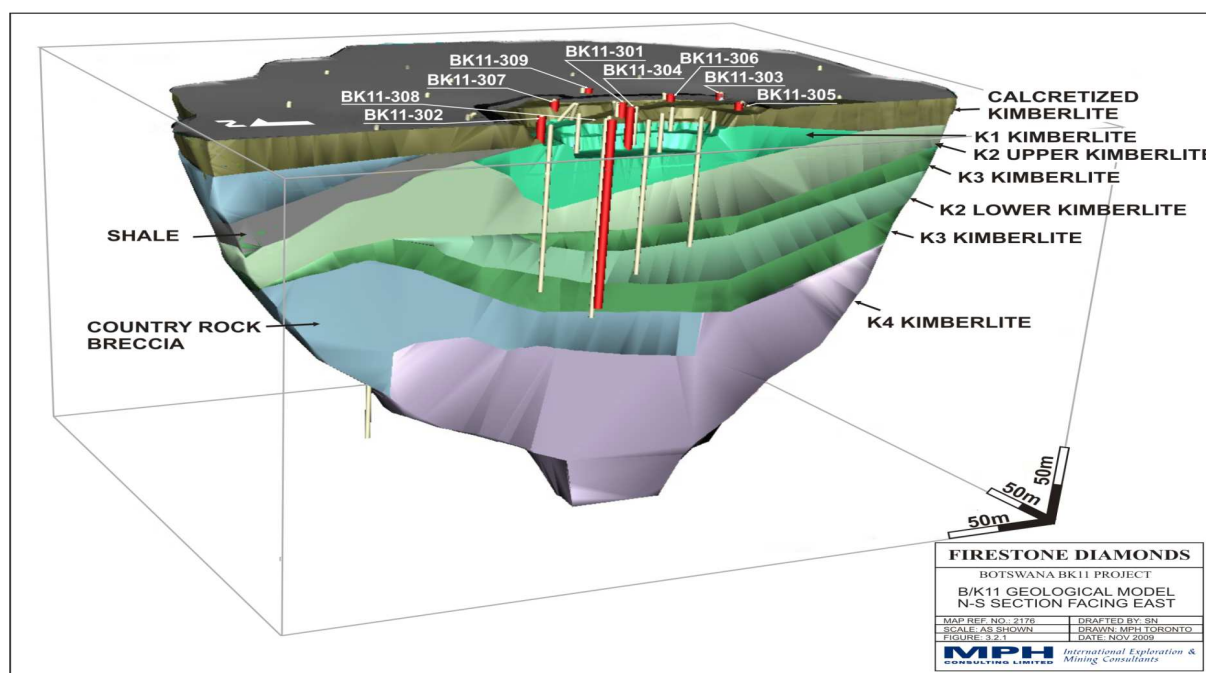 BK11-301
BK11-309
BK11-306
BK11-304
BK11-307
BK11-303
BK11-308
BK11-305
BK11-302
N
CALCRETIZED
KIMBERLITE
K1 KIMBERLITE
K2 UPPER KIMBERLITE
K3 KIMBERLITE
K2 LOWER KIMBERLITE
K3 KIMBERLITE
K4 KIMBERLITE
SHALE
COUNTRY ROCK
BRECCIA
50m
50m
50m
FIRESTONE DIAMONDS
BOTSWANA BK11 PROJECT
B/K11 GEOLOGICAL MODEL
N-S SECTION FACING EAST
MAP REF. NO.: 2176 DRAFTED BY: SN
SCALE: AS SHOWN DRAWN: MPH TORONTO
FIGURE: 3.2.1 DATE: NOV 2009
MPH International Exploration &
CONSULTING LIMITED Mining Consultants